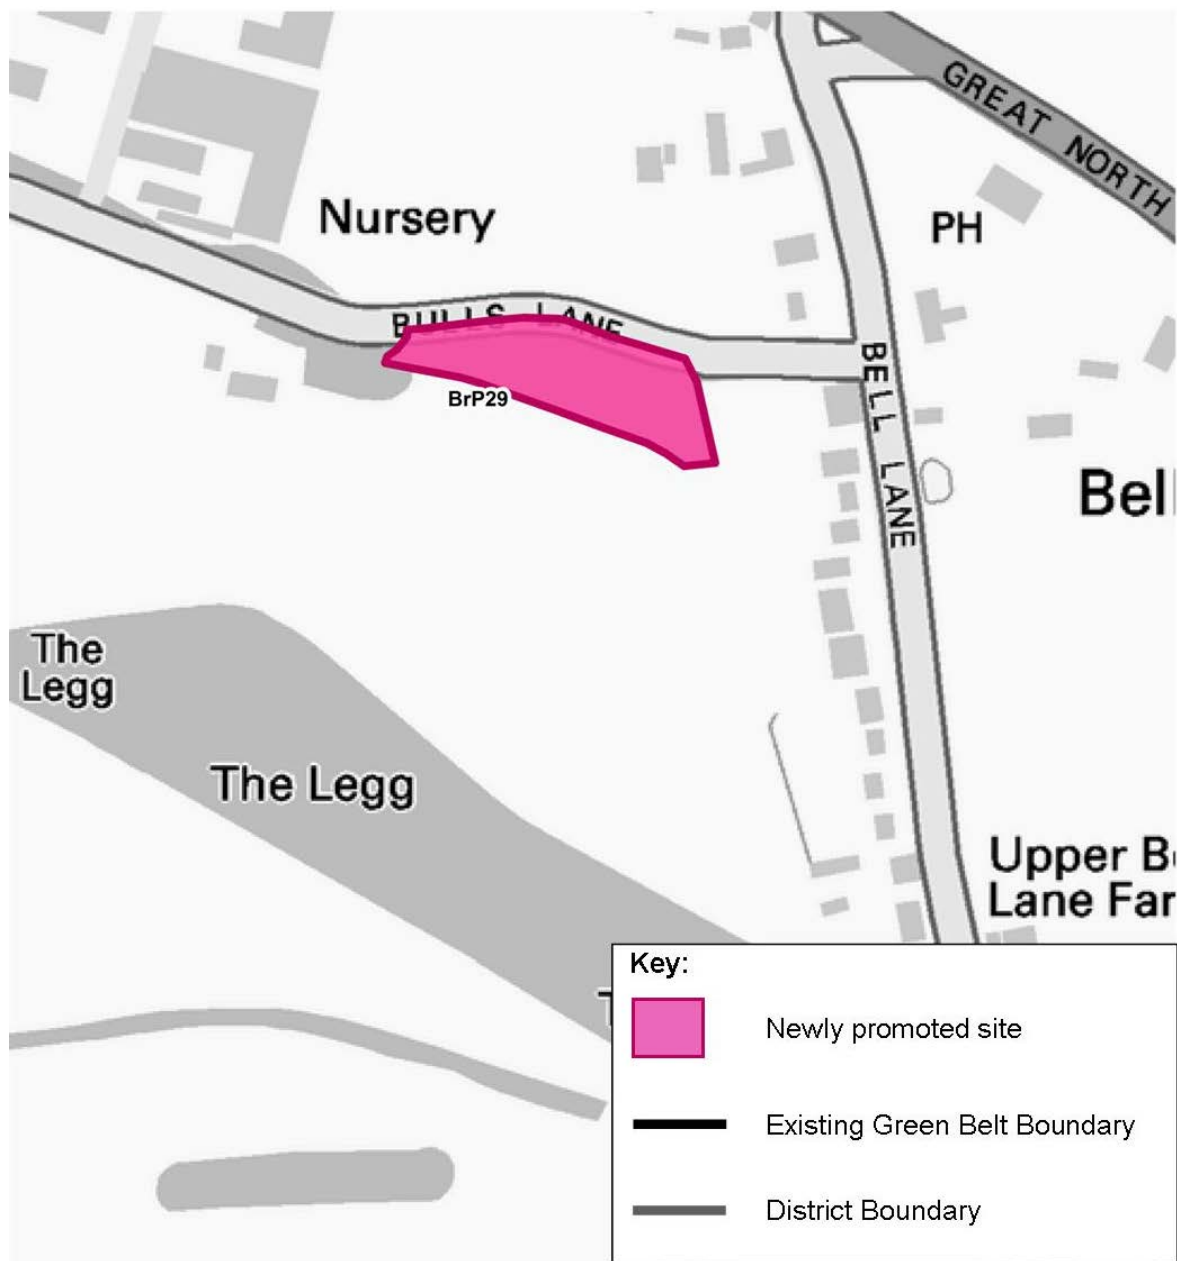 GREAT NORTH
Nursery
PH
BULLS LANE
BELL LANE
BrP29
Bel
The
Legg
The Legg
Upper B
Lane Far
Key:
Newly promoted site
Existing Green Belt Boundary
District Boundary